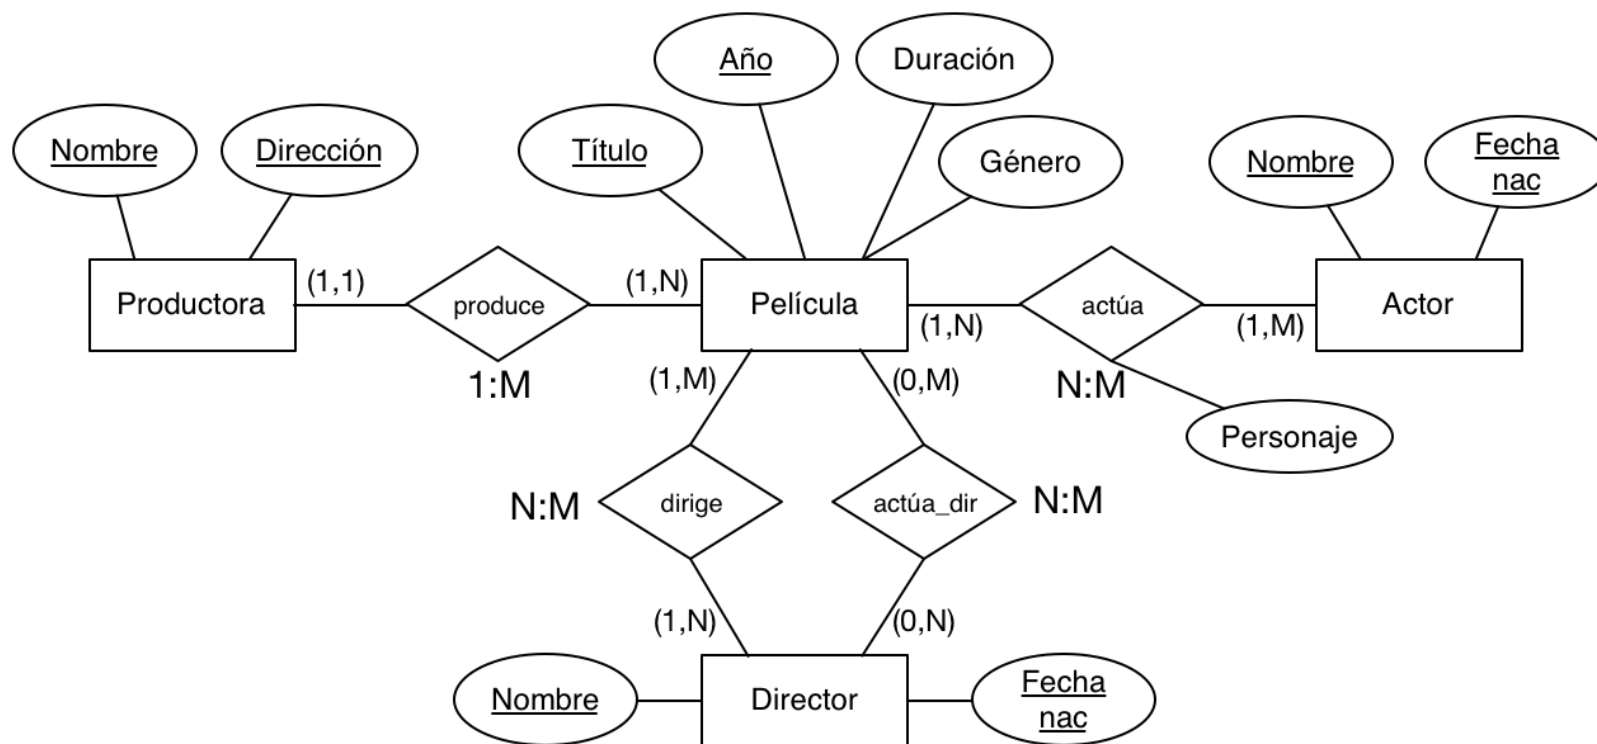 Año
Duración
Nombre
Dirección
Título
Género
Nombre
Fecha
nac
Productora
(1,1)
produce
1:M
(1,N)
Película
(1,N)
actúa
N:M
(1,M)
Actor
Personaje
(1,M)
(0,M)
N:M
dirige
actúa_dir
N:M
(1,N)
(0,N)
Nombre
Director
Fecha
nac